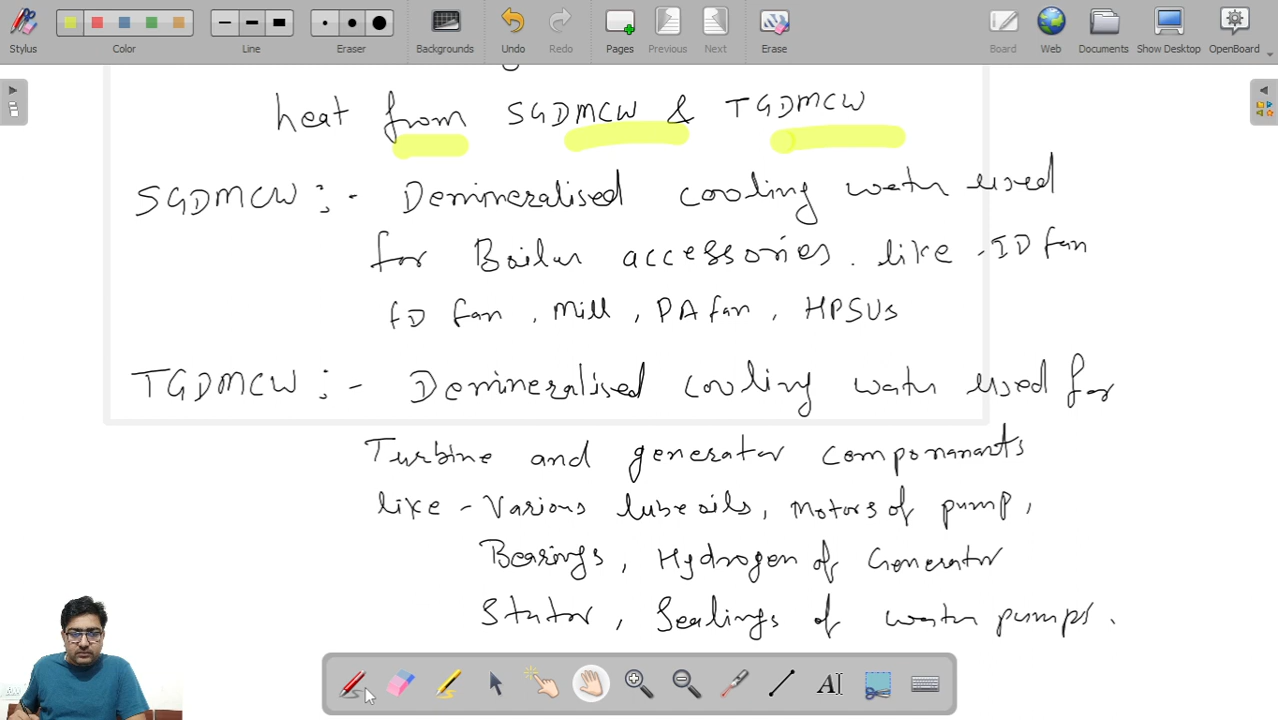 Stylus Color Line Eraser Backgrounds Undo Redo Pages Previous Next Erase Board Web Documents Show Desktop OpenBoard
heat from SGDMCW & TGDMCW
SGDMCW :- Demineralised cooling water used
for Boiler accessories. like - ID fan
FD fan, Mill, PA fan, HPSUs
TGDMCW :- Demineralised cooling water used for
Turbine and generator componanants
like - Various lube oils, Motors of pump,
Bearings, Hydrogen of Generator
Stator, Sealings of water pumps.